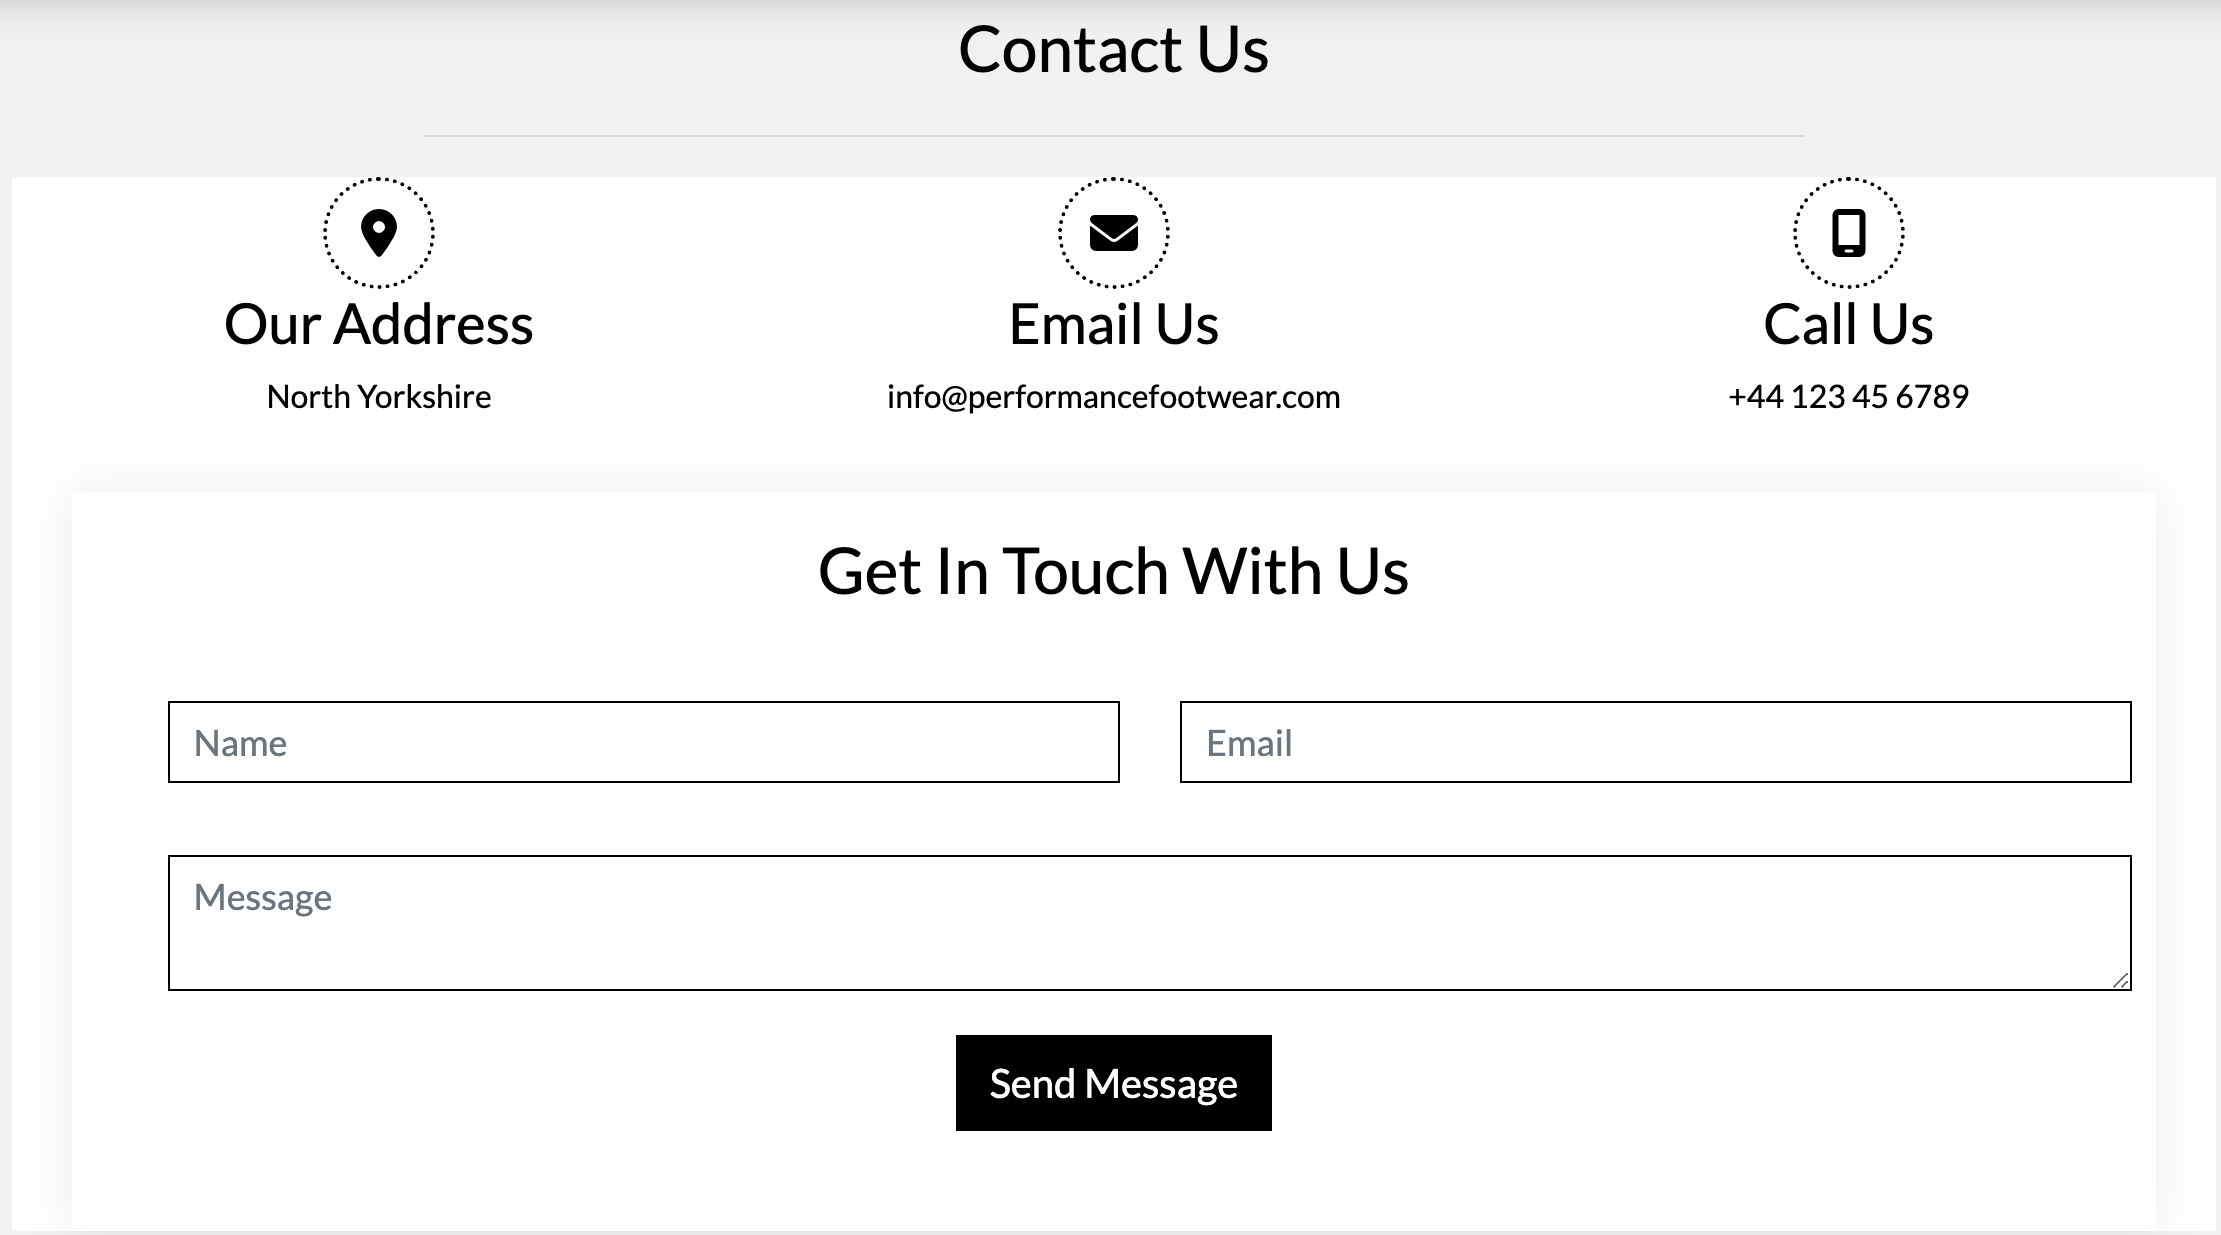 Contact Us
Our Address
North Yorkshire
Email Us
info@performancefootwear.com
Call Us
+44 123 45 6789
Get In Touch With Us
Name
Email
Message
Send Message